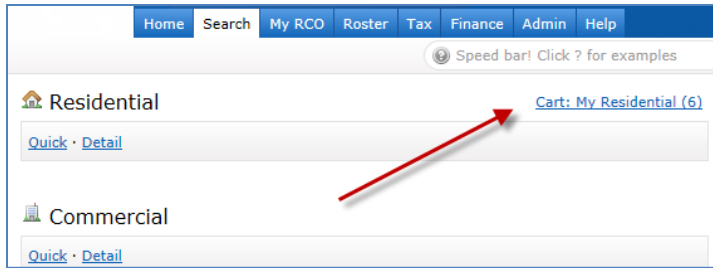 Home Search My RCO Roster Tax Finance Admin Help
? Speed bar! Click ? for examples
Residential Cart: My Residential (6)
Quick · Detail
Commercial
Quick · Detail